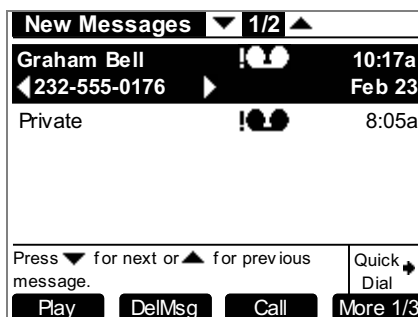 New Messages ▼ 1/2 ▲
Graham Bell ! 10:17a
◀232-555-0176 ▶ Feb 23
Private ! 8:05a
Press ▼ for next or ▲ for previous
message.
Quick
Dial
Play DelMsg Call More 1/3